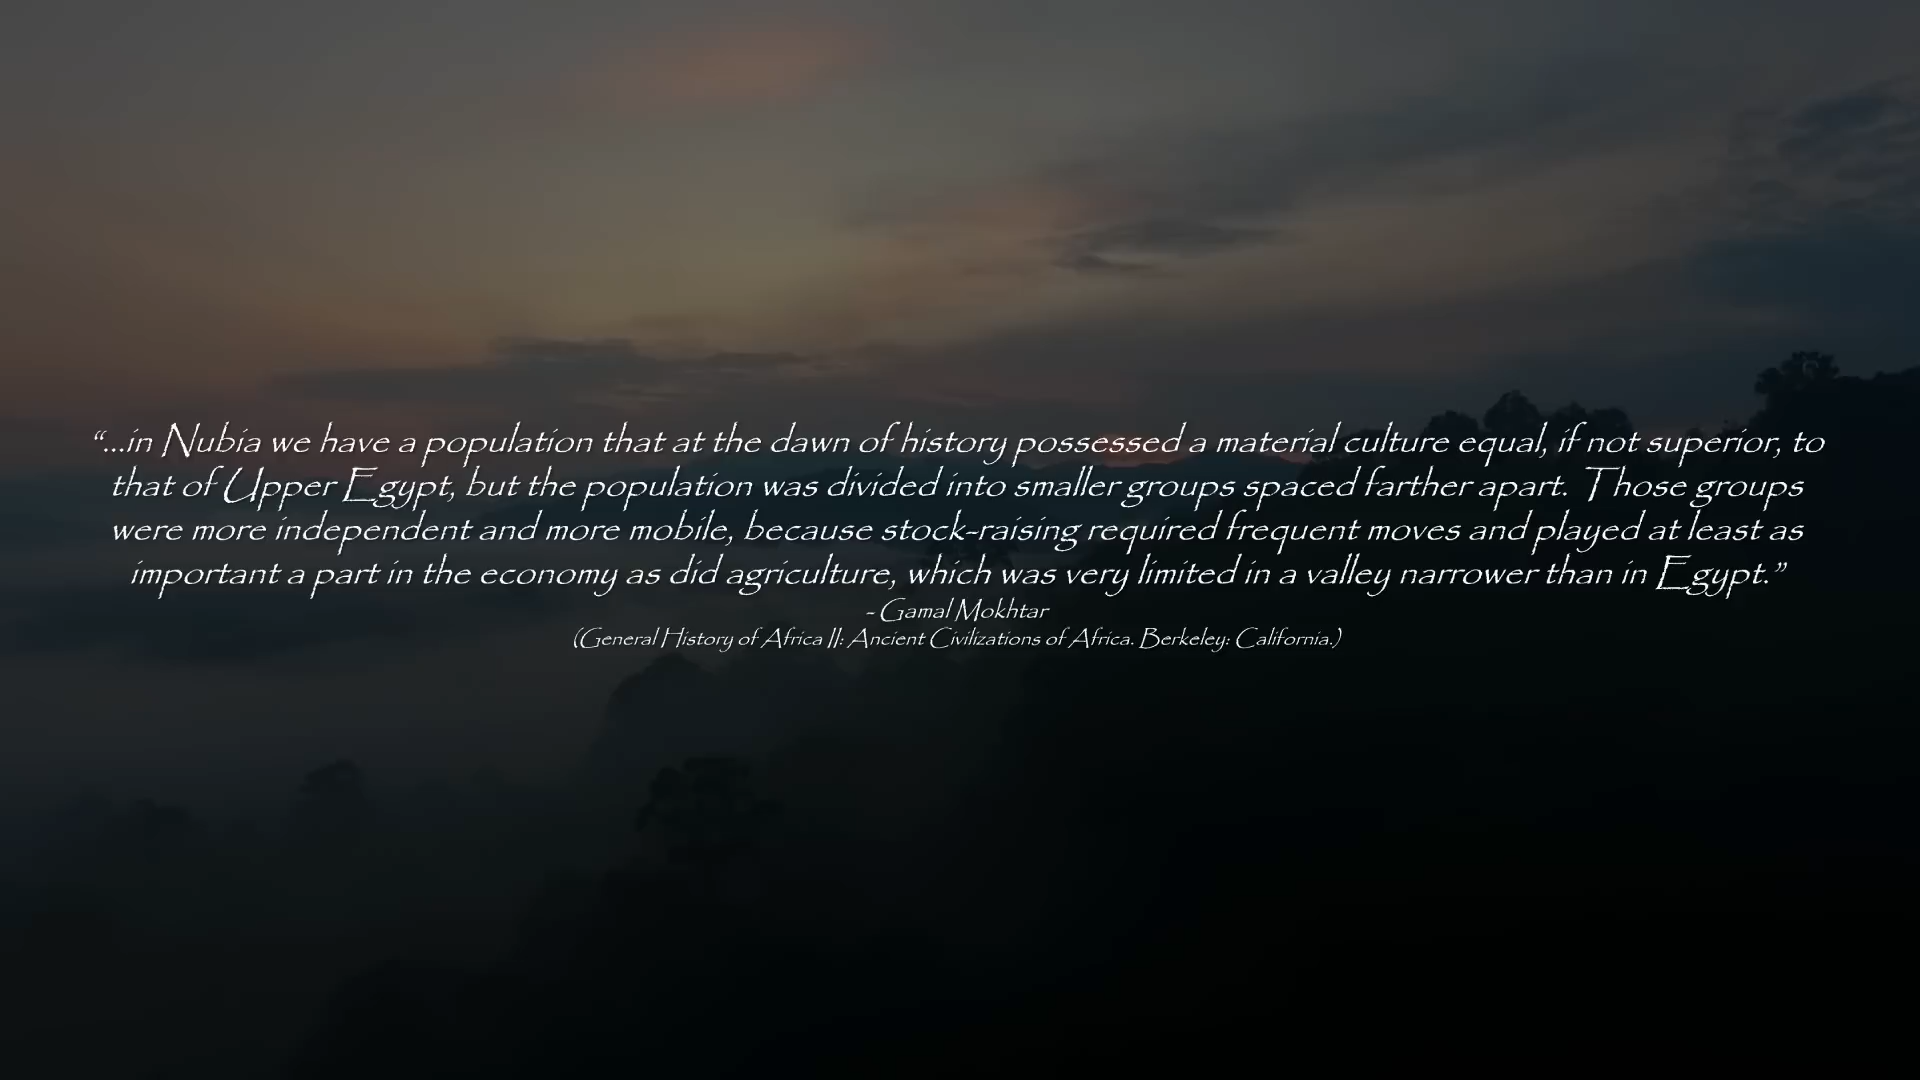 “...in Nubia we have a population that at the dawn of history possessed a material culture equal, if not superior, to
that of Upper Egypt, but the population was divided into smaller groups spaced farther apart. Those groups
were more independent and more mobile, because stock-raising required frequent moves and played at least as
important a part in the economy as did agriculture, which was very limited in a valley narrower than in Egypt.”
- Gamal Mokhtar
(General History of Africa II: Ancient Civilizations of Africa. Berkeley: California.)